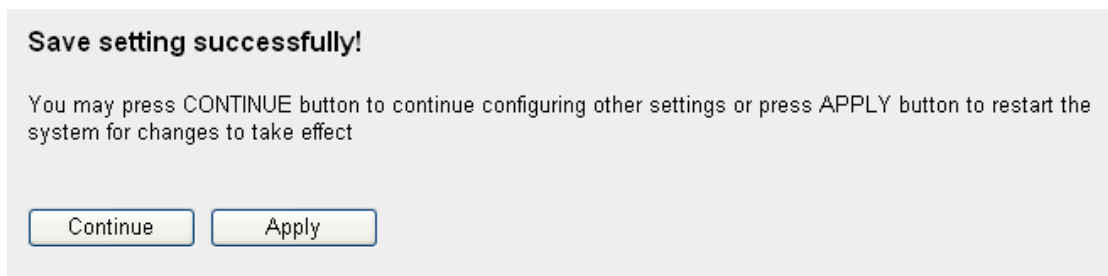 Save setting successfully!
You may press CONTINUE button to continue configuring other settings or press APPLY button to restart the
system for changes to take effect
Continue
Apply